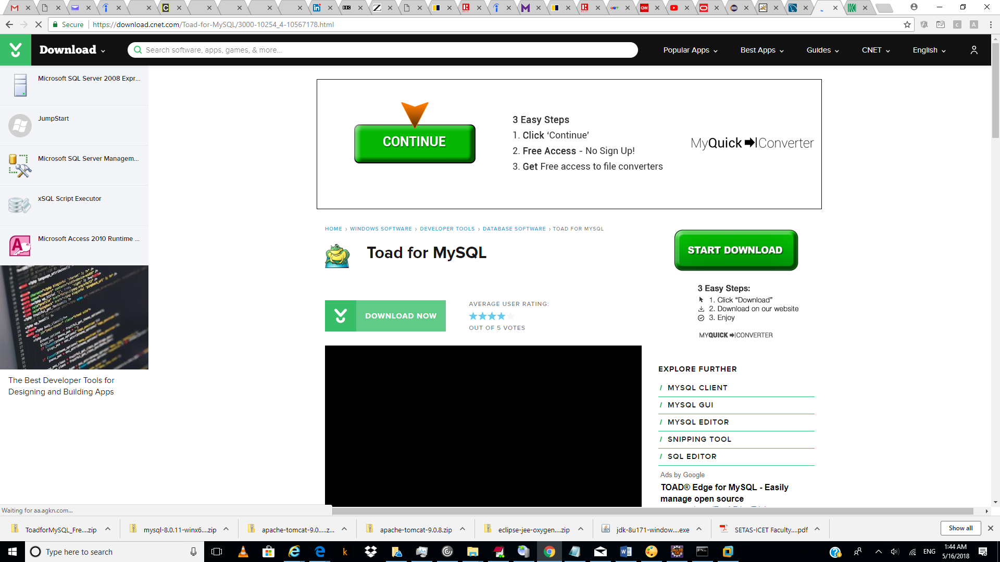 Secure
https://download.cnet.com/Toad-for-MySQL/3000-10254_4-10567178.html
Download
Search software, apps, games, & more...
Popular Apps
Best Apps
Guides
CNET
English
Microsoft SQL Server 2008 Expr...
JumpStart
Microsoft SQL Server Managem...
xSQL Script Executor
Microsoft Access 2010 Runtime ...
The Best Developer Tools for
Designing and Building Apps
CONTINUE
3 Easy Steps
1. Click ‘Continue’
2. Free Access - No Sign Up!
3. Get Free access to file converters
MyQuick Converter
HOME › WINDOWS SOFTWARE › DEVELOPER TOOLS › DATABASE SOFTWARE › TOAD FOR MYSQL
Toad for MySQL
DOWNLOAD NOW
AVERAGE USER RATING:
OUT OF 5 VOTES
START DOWNLOAD
3 Easy Steps:
1. Click “Download”
2. Download on our website
3. Enjoy
MYQUICK CONVERTER
EXPLORE FURTHER
/ MYSQL CLIENT
/ MYSQL GUI
/ MYSQL EDITOR
/ SNIPPING TOOL
/ SQL EDITOR
Ads by Google
TOAD® Edge for MySQL - Easily
manage open source
Waiting for aa.agkn.com...
ToadforMySQL_Fre....zip
mysql-8.0.11-winx6....zip
apache-tomcat-9.0.....z...
apache-tomcat-9.0.8.zip
eclipse-jee-oxygen....zip
jdk-8u171-window....exe
SETAS-ICET Faculty....pdf
Show all
Type here to search
ENG
1:44 AM
5/16/2018